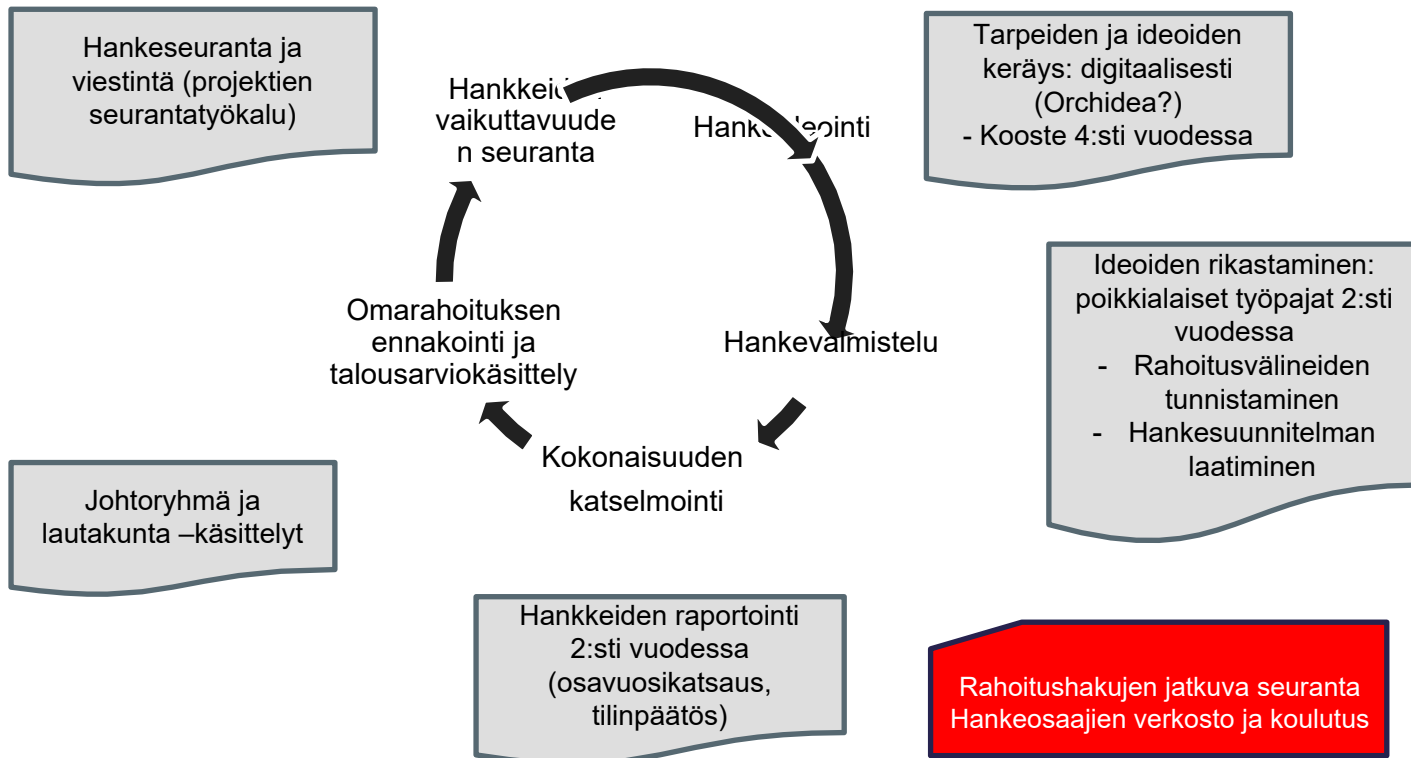 Hankeseuranta ja
viestintä (projektien
seurantatyökalu)
vaikuttavuude
n seuranta
Tarpeiden ja ideoiden
keräys: digitaalisesti
(Orchidea?)
- Kooste 4:sti vuodessa
Ideoiden rikastaminen:
poikkialaiset työpajat 2:sti
vuodessa
- Rahoitusvälineiden
tunnistaminen
- Hankesuunnitelman
laatiminen
Omarahoituksen
ennakointi ja
talousarviokäsittely
Hankevalmistelu
Kokonaisuuden
katselmointi
Johtoryhmä ja
lautakunta –käsittelyt
Hankkeiden raportointi
2:sti vuodessa
(osavuosikatsaus,
tilinpäätös)
Rahoitushakujen jatkuva seuranta
Hankeosaajien verkosto ja koulutus